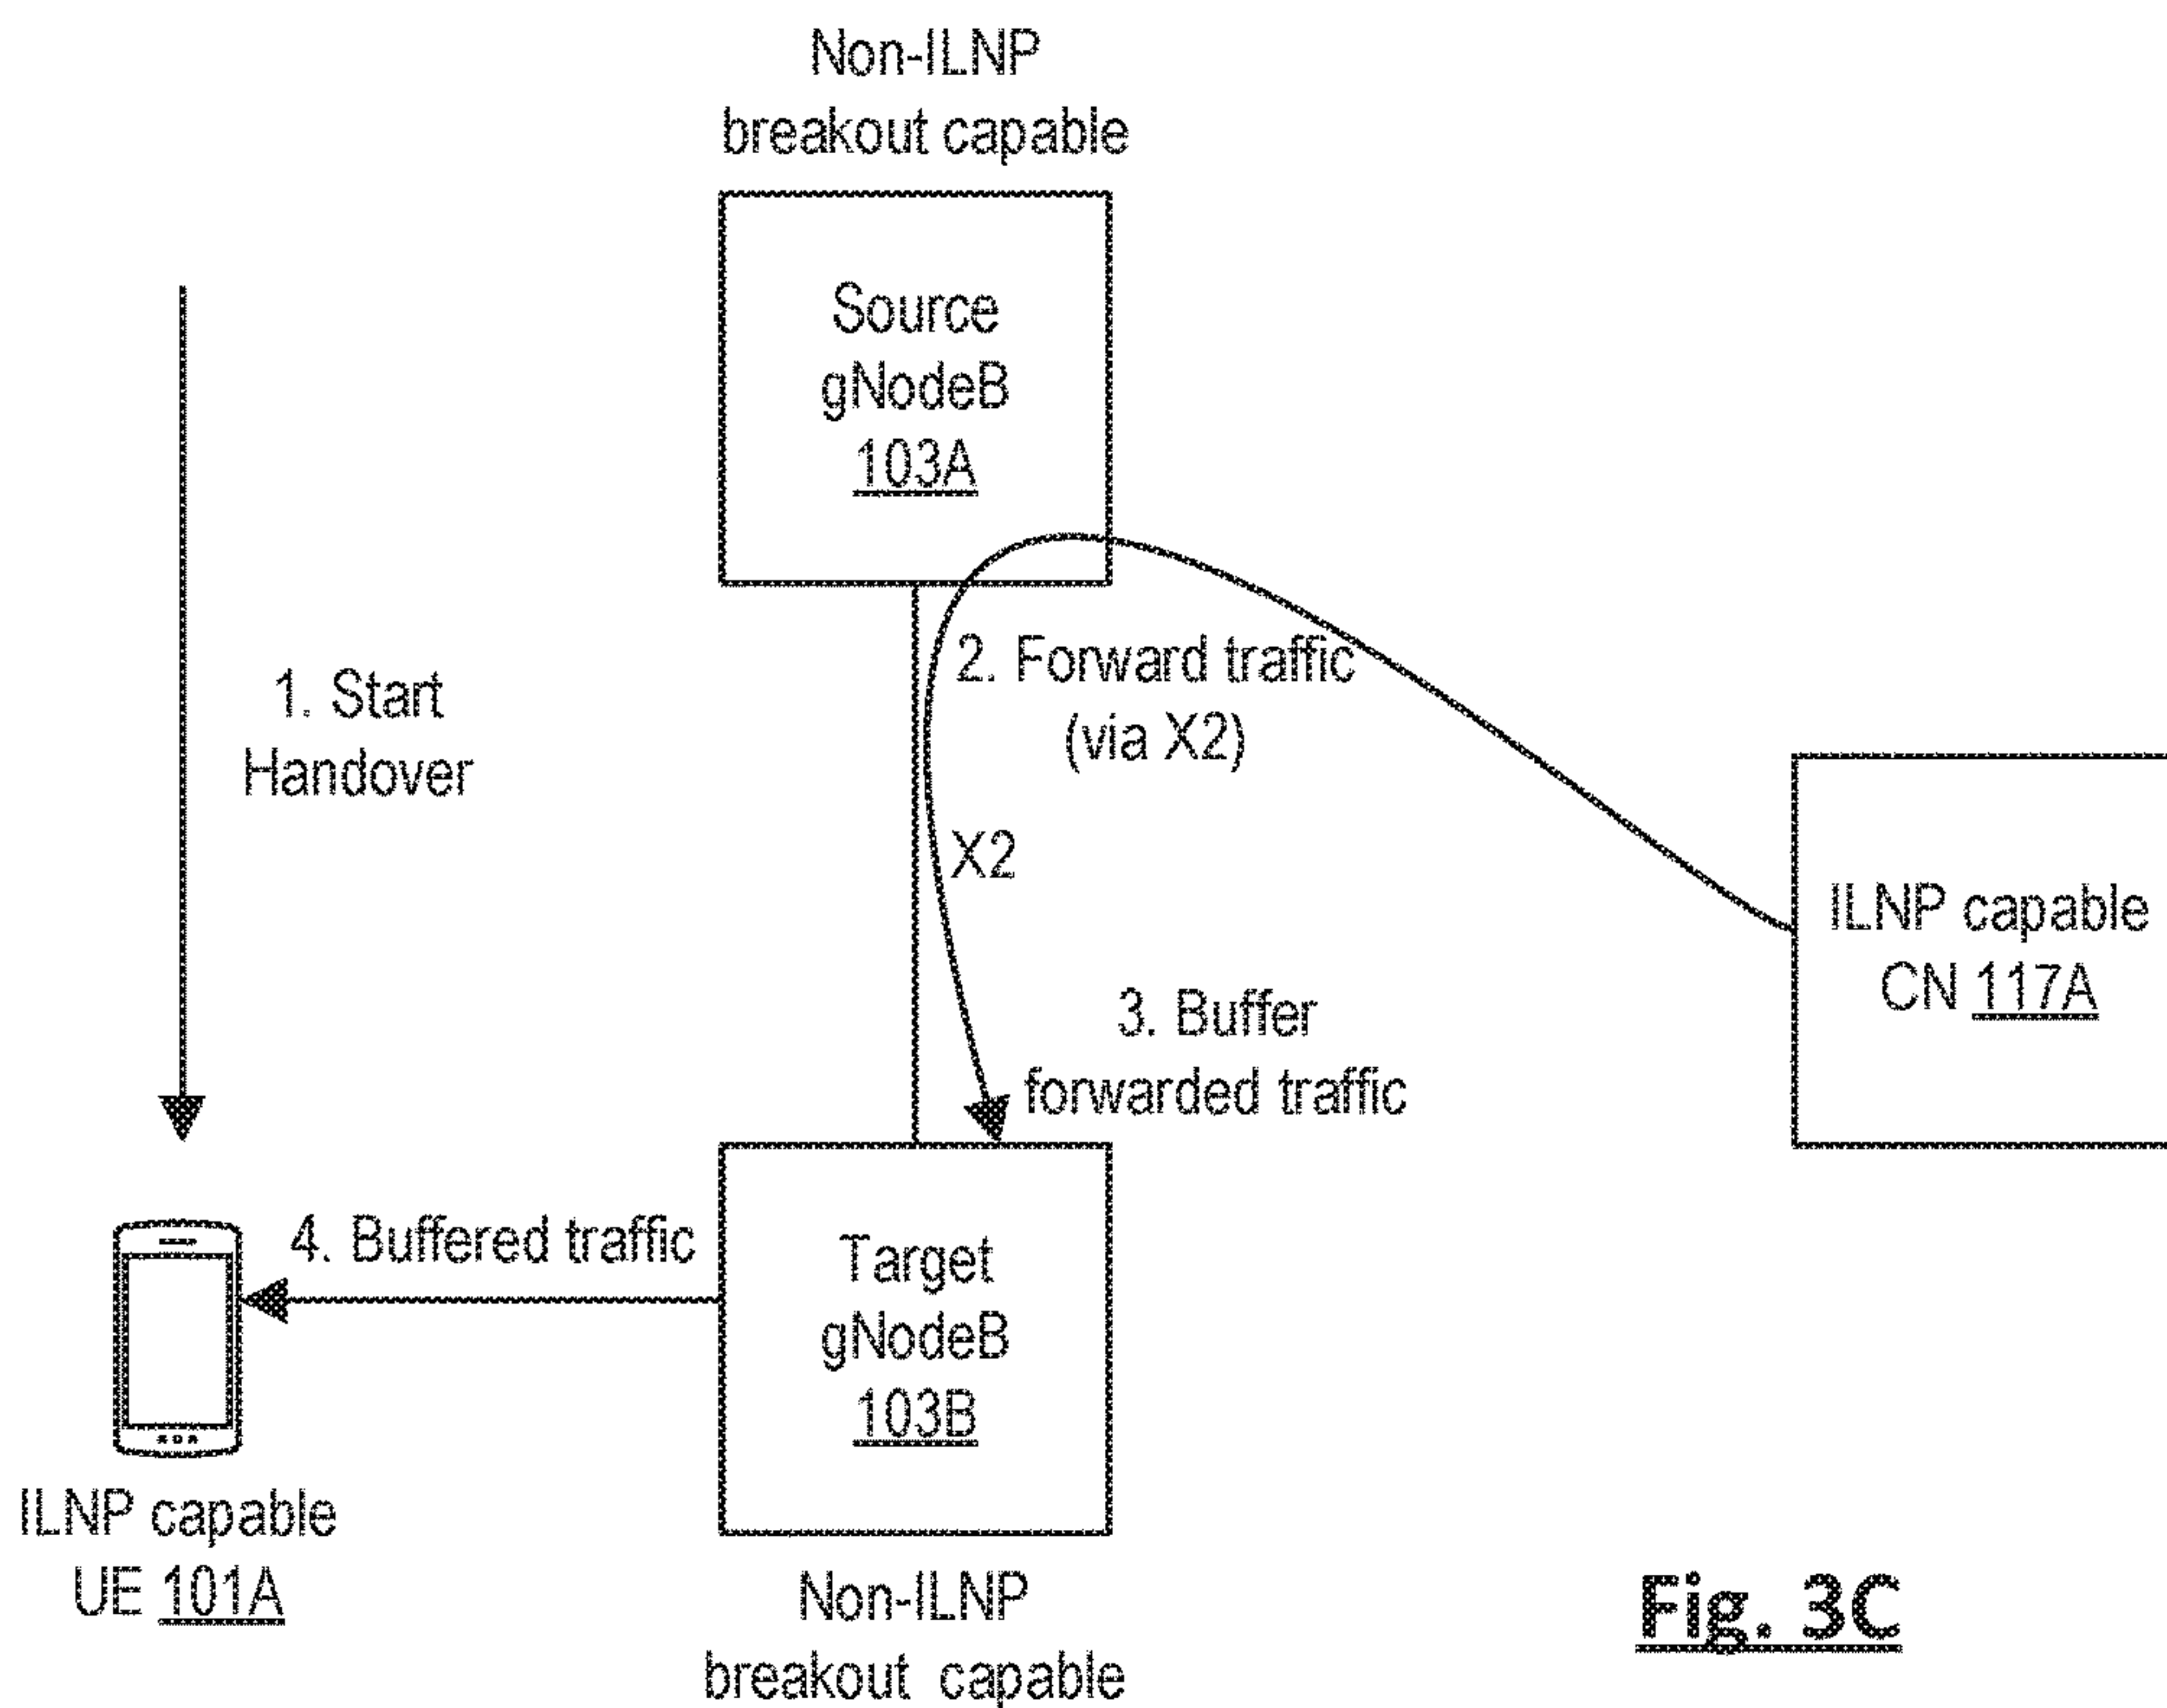 Non-ILNP
breakout capable
Source
gNodeB
103A
1. Start
Handover
2. Forward traffic
(via X2)
X2
ILNP capable
CN 117A
3. Buffer
forwarded traffic
4. Buffered traffic
Target
gNodeB
103B
ILNP capable
UE 101A
Non-ILNP
breakout capable
Fig. 3C